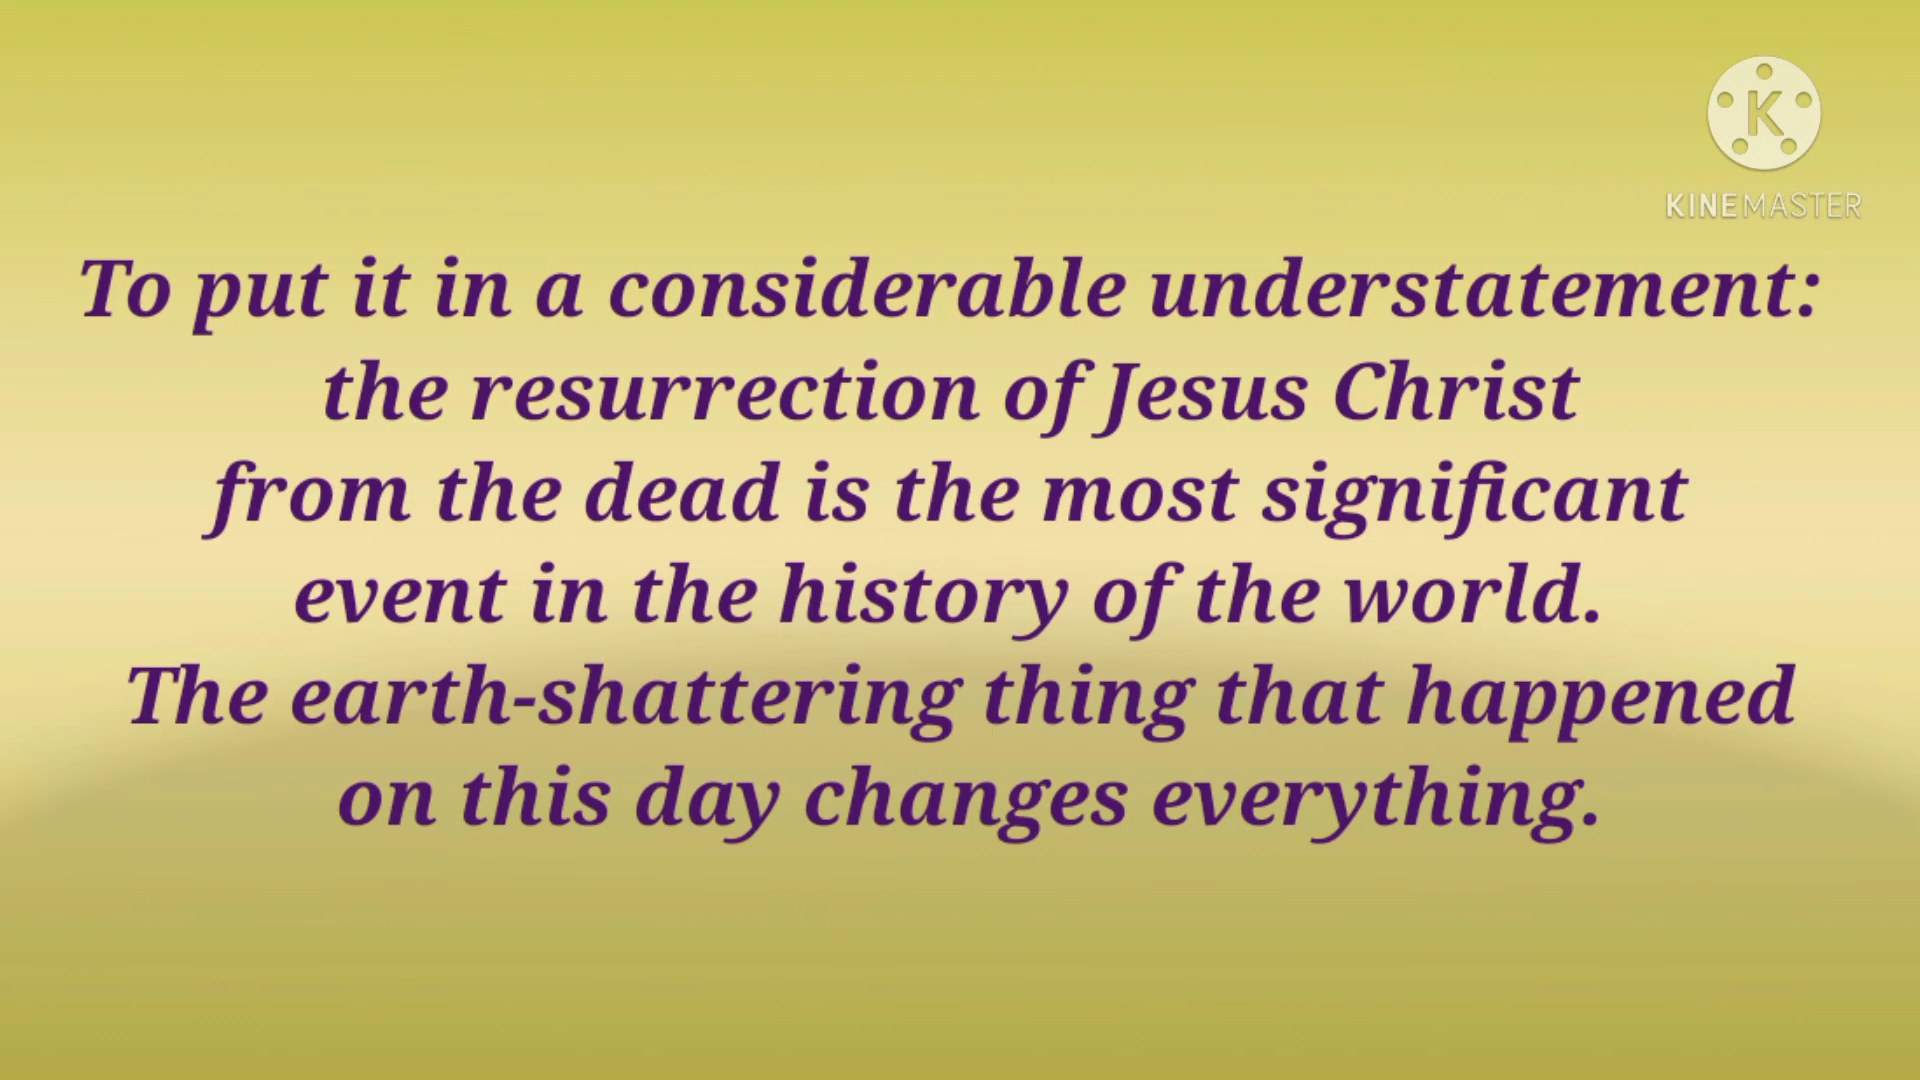 K
KINEMASTER
To put it in a considerable understatement:
the resurrection of Jesus Christ
from the dead is the most significant
event in the history of the world.
The earth-shattering thing that happened
on this day changes everything.